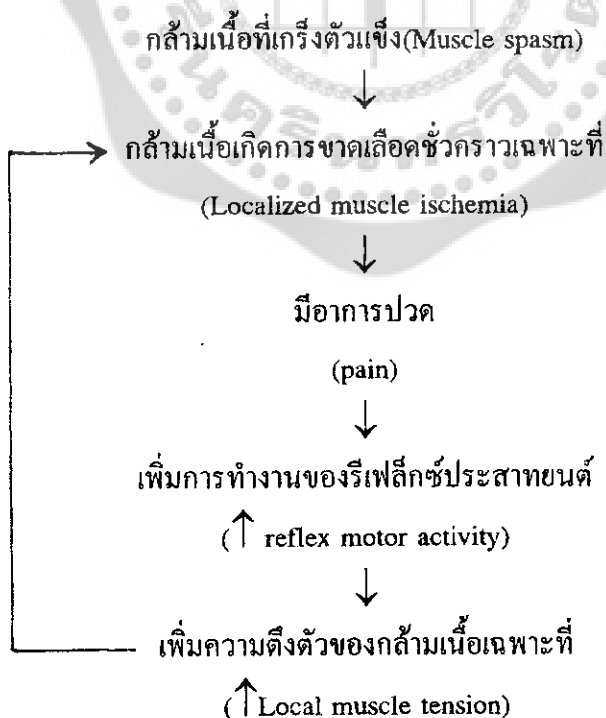 กล้ามเนื้อที่เกร็งตัวแข็ง(Muscle spasm)
↓
กล้ามเนื้อเกิดการขาดเลือดชั่วคราวเฉพาะที่
(Localized muscle ischemia)
↓
มีอาการปวด
(pain)
↓
เพิ่มการทำงานของรีเฟล็กซ์ประสาทยนต์
(↑ reflex motor activity)
↓
เพิ่มความตึงตัวของกล้ามเนื้อเฉพาะที่
(↑Local muscle tension)